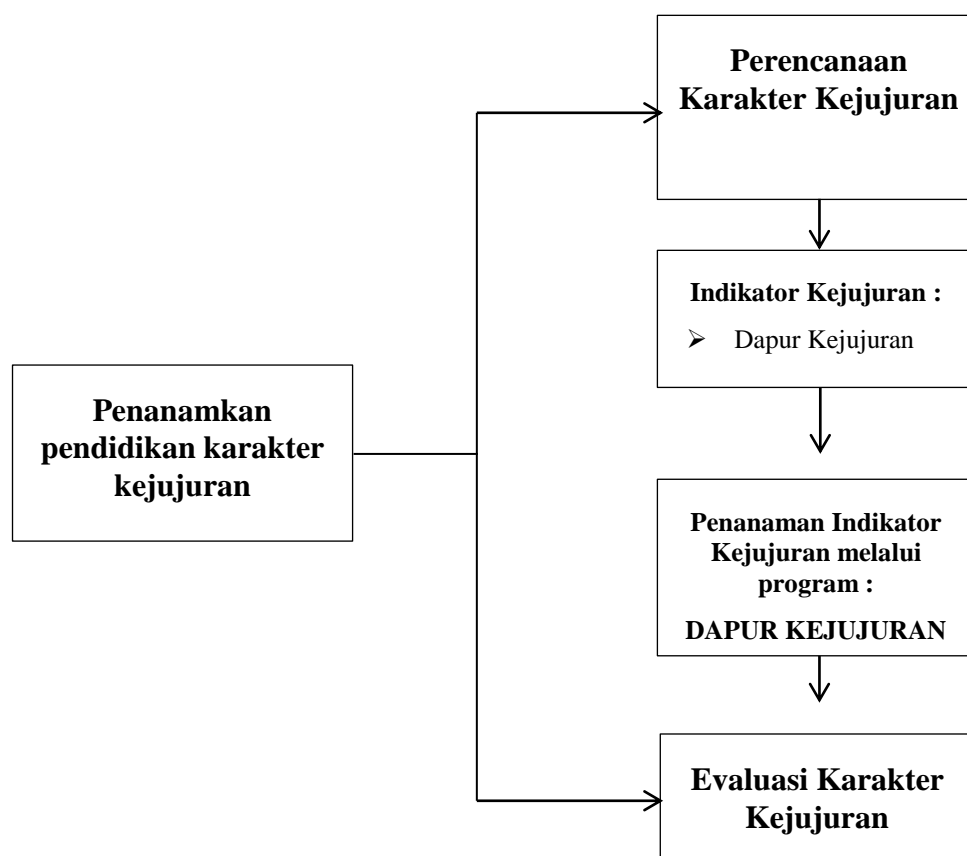 Perencanaan
Karakter Kejujuran
Indikator Kejujuran :
➢ Dapur Kejujuran
Penanamkan
pendidikan karakter
kejujuran
Penanaman Indikator
Kejujuran melalui
program :
DAPUR KEJUJURAN
Evaluasi Karakter
Kejujuran